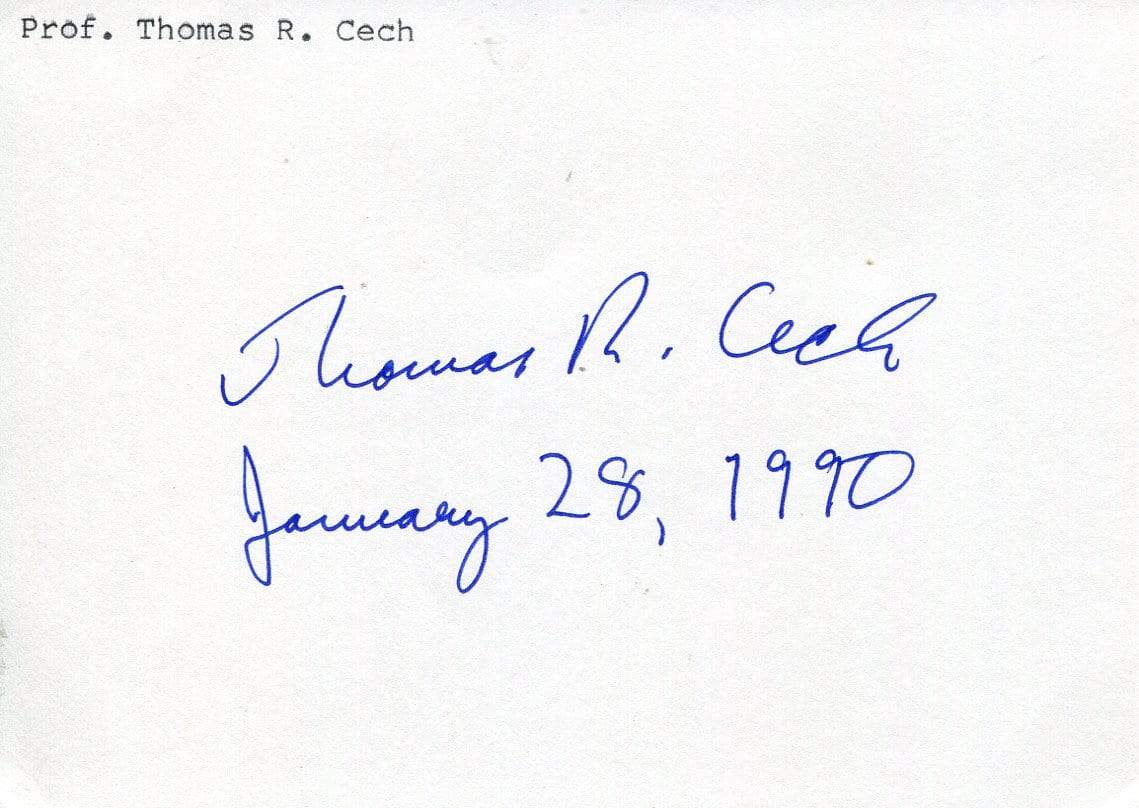 Prof. Thomas R. Cech
Thomas R. Cech
January 28, 1990